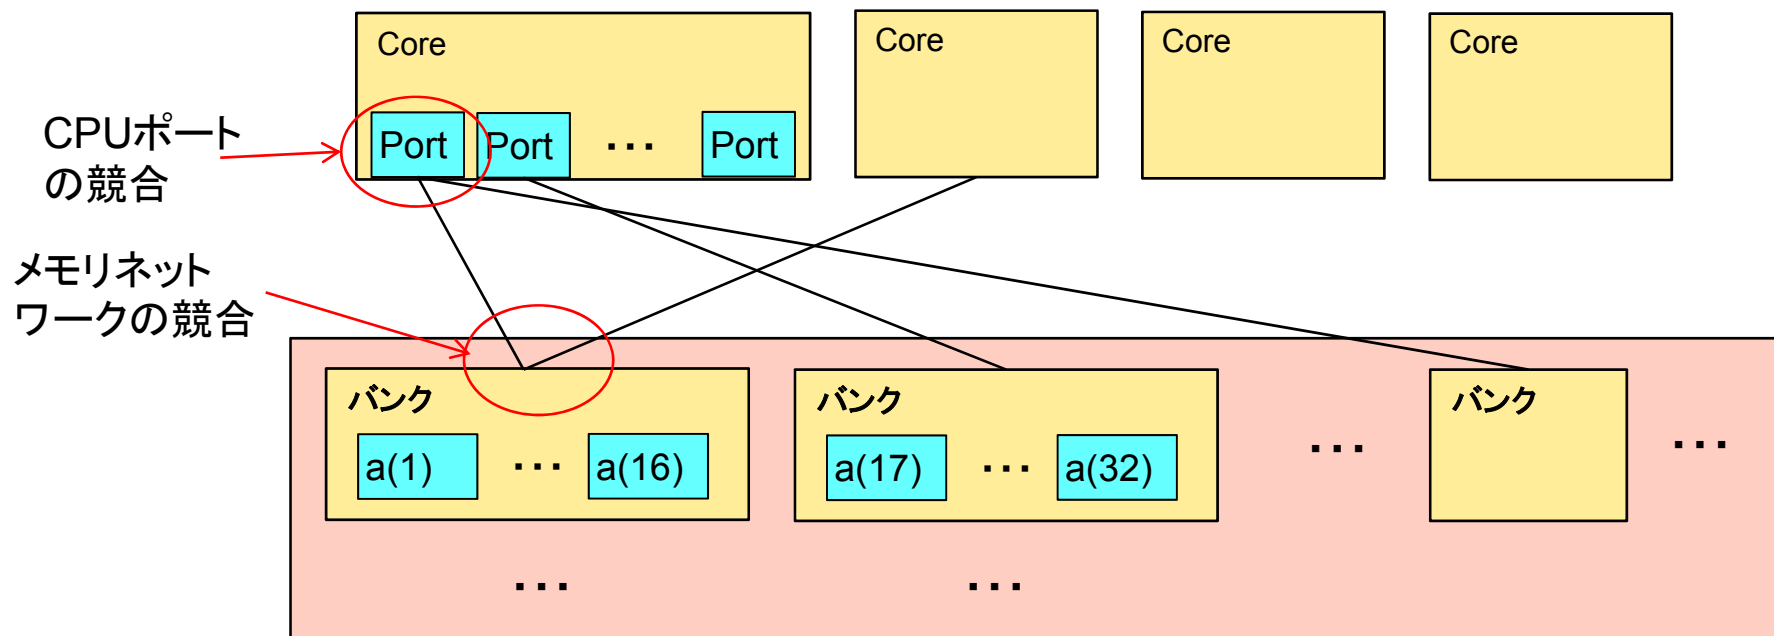 Core
Core
Core
Core
CPUポート
の競合
Port
Port
・・・
Port
メモリネット
ワークの競合
バンク
バンク
バンク
a(1)
・・・
a(16)
a(17)
・・・
a(32)
・・・
・・・
・・・
・・・